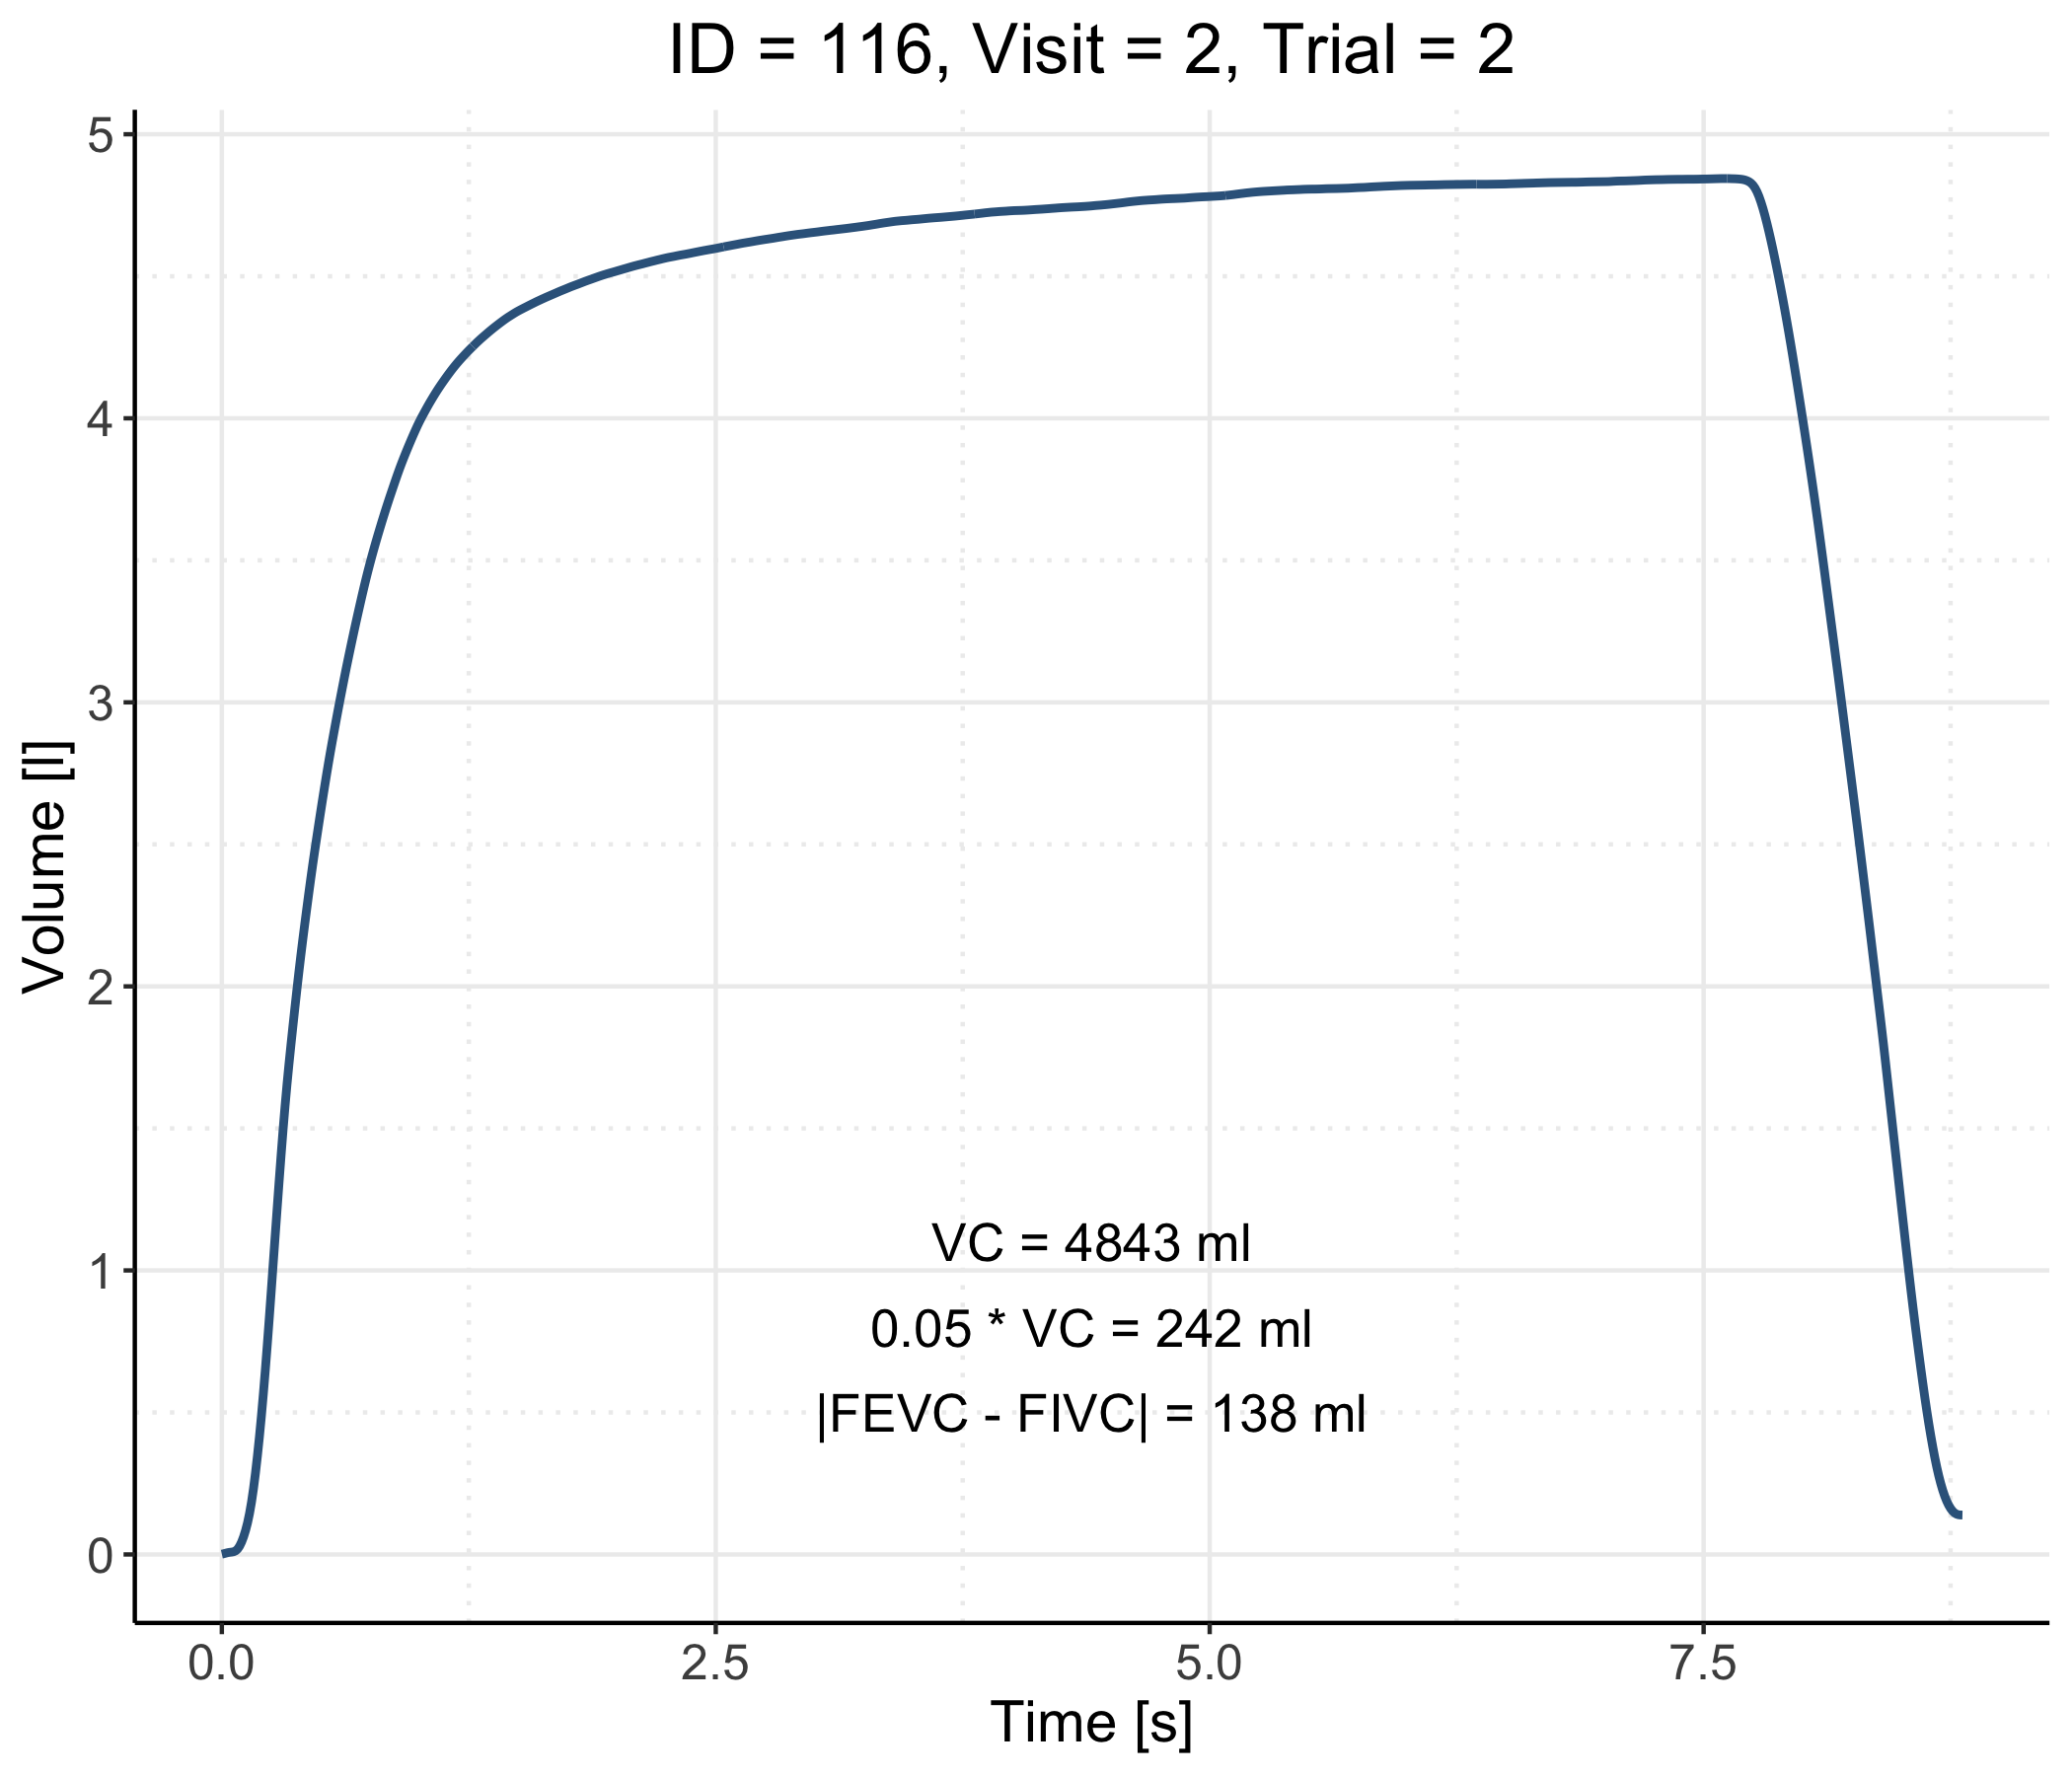 ID = 116, Visit = 2, Trial = 2
5
4
3
2
1
0
Volume [l]
VC = 4843 ml
0.05 * VC = 242 ml
|FEVC - FIVC| = 138 ml
0.0 2.5 5.0 7.5
Time [s]